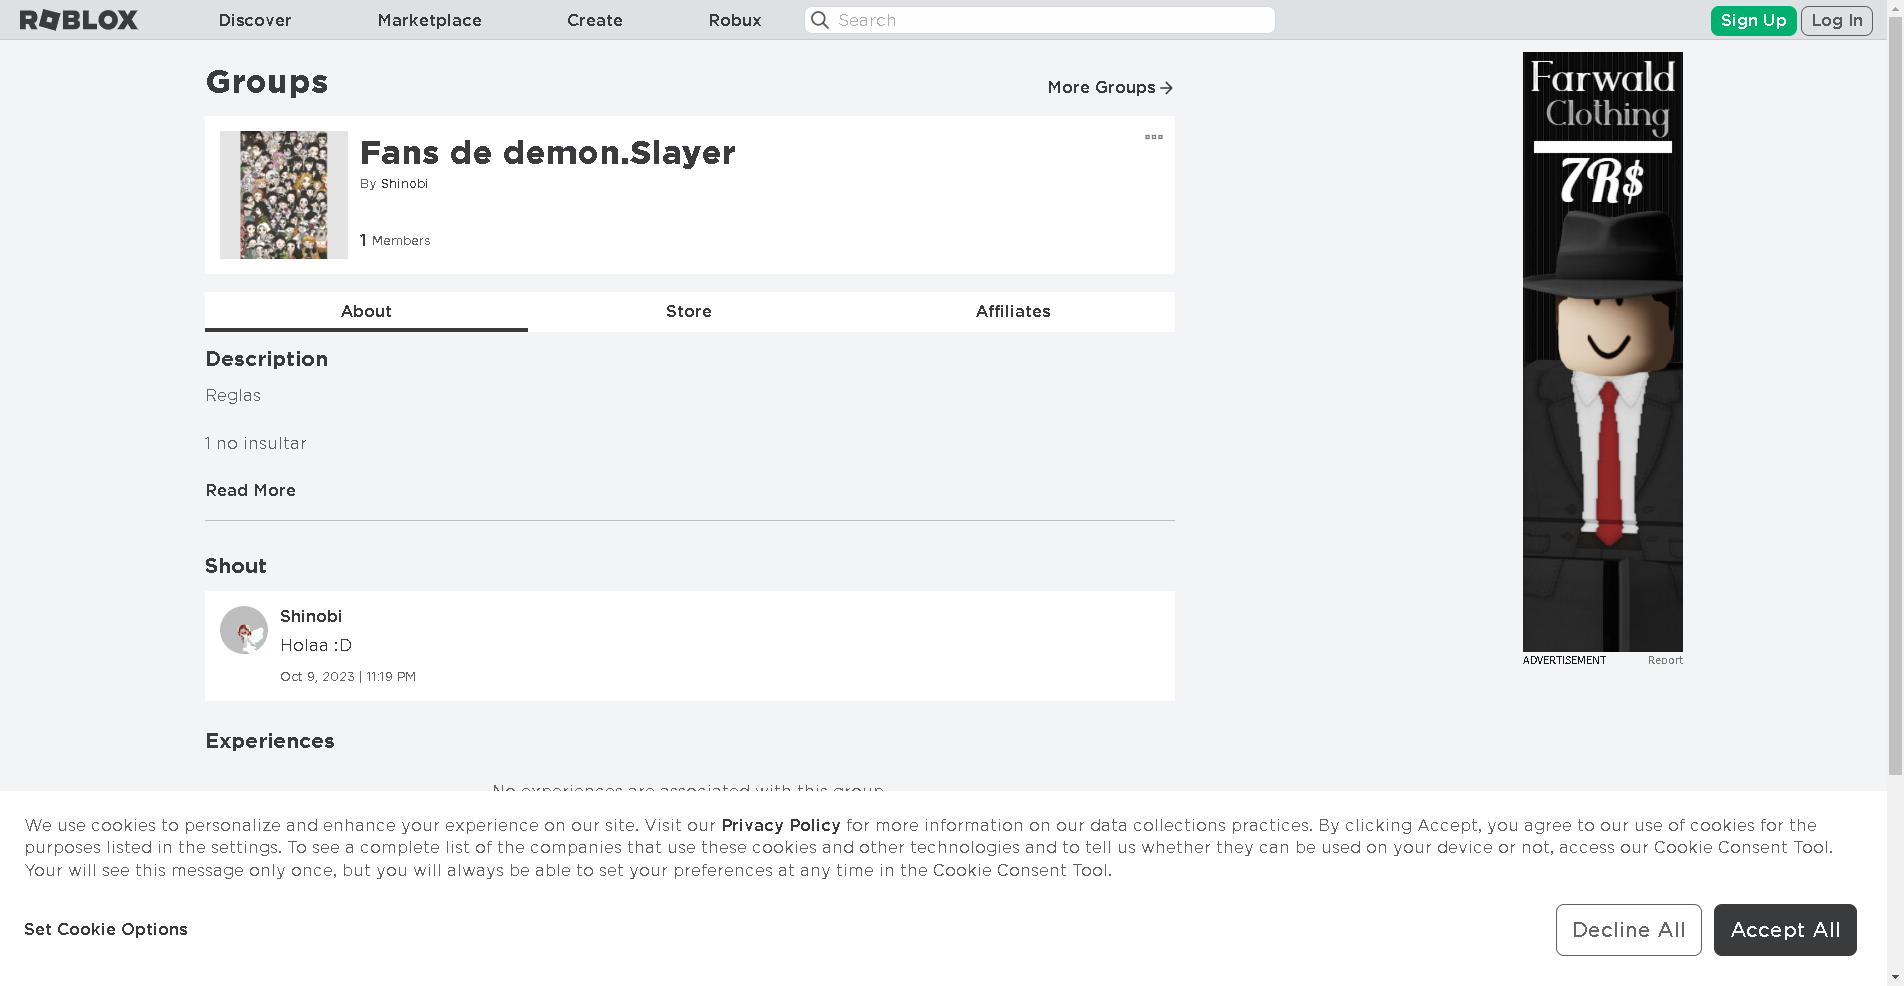 ROBLOX
Discover
Marketplace
Create
Robux
Search
Sign Up
Log In
Groups
More Groups
Fans de demon.Slayer
By Shinobi
1 Members
About
Store
Affiliates
Description
Reglas
1 no insultar
Read More
Shout
Shinobi
Holaa :D
Oct 9, 2023 | 11:19 PM
Experiences
No experiences are associated with this group
Farwald
Clothing
7R$
ADVERTISEMENT
Report
We use cookies to personalize and enhance your experience on our site. Visit our Privacy Policy for more information on our data collections practices. By clicking Accept, you agree to our use of cookies for the
purposes listed in the settings. To see a complete list of the companies that use these cookies and other technologies and to tell us whether they can be used on your device or not, access our Cookie Consent Tool.
Your will see this message only once, but you will always be able to set your preferences at any time in the Cookie Consent Tool.
Set Cookie Options
Decline All
Accept All